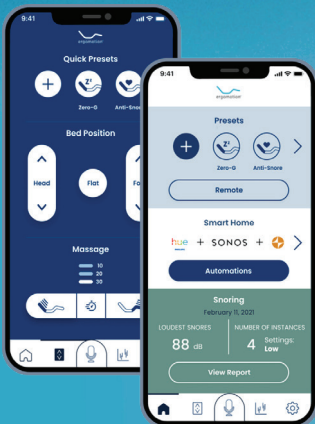 9:41
ergomotion
Quick Presets
Zero-G
Anti-Snore
Bed Position
Head
Flat
Massage
10
20
30
9:41
ergomotion
Presets
Zero-G
Anti-Snore
Remote
Smart Home
hue + SONOS +
Automations
Snoring
February 11, 2021
LOUDEST SNORES
NUMBER OF INSTANCES
88 dB
4 Settings:
Low
View Report